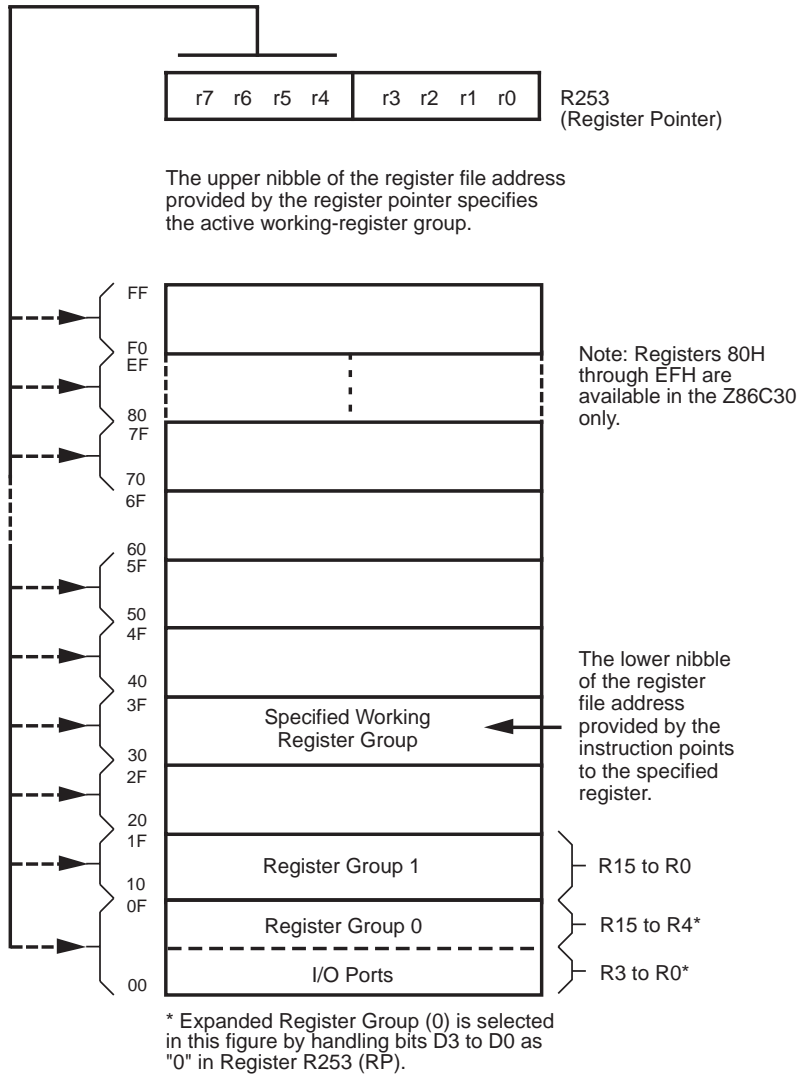 r7 r6 r5 r4 r3 r2 r1 r0
R253
(Register Pointer)
The upper nibble of the register file address
provided by the register pointer specifies
the active working-register group.
FF
F0
EF
80
7F
70
6F
60
5F
50
4F
40
3F
30
2F
20
1F
10
0F
00
Note: Registers 80H
through EFH are
available in the Z86C30
only.
Specified Working
Register Group
The lower nibble
of the register
file address
provided by the
instruction points
to the specified
register.
Register Group 1
R15 to R0
Register Group 0
R15 to R4*
I/O Ports
R3 to R0*
* Expanded Register Group (0) is selected
in this figure by handling bits D3 to D0 as
"0" in Register R253 (RP).